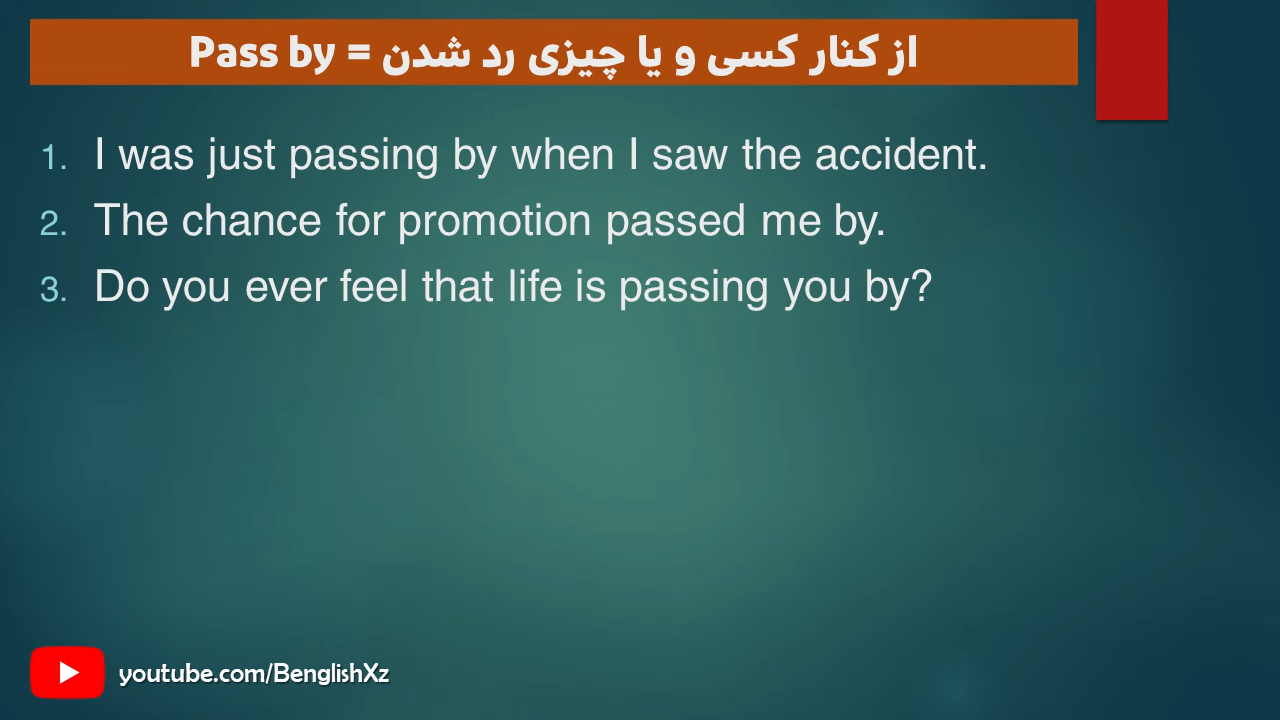 Pass by = از کنار کسی و یا چیزی رد شدن
1. I was just passing by when I saw the accident.
2. The chance for promotion passed me by.
3. Do you ever feel that life is passing you by?
youtube.com/BenglishXz